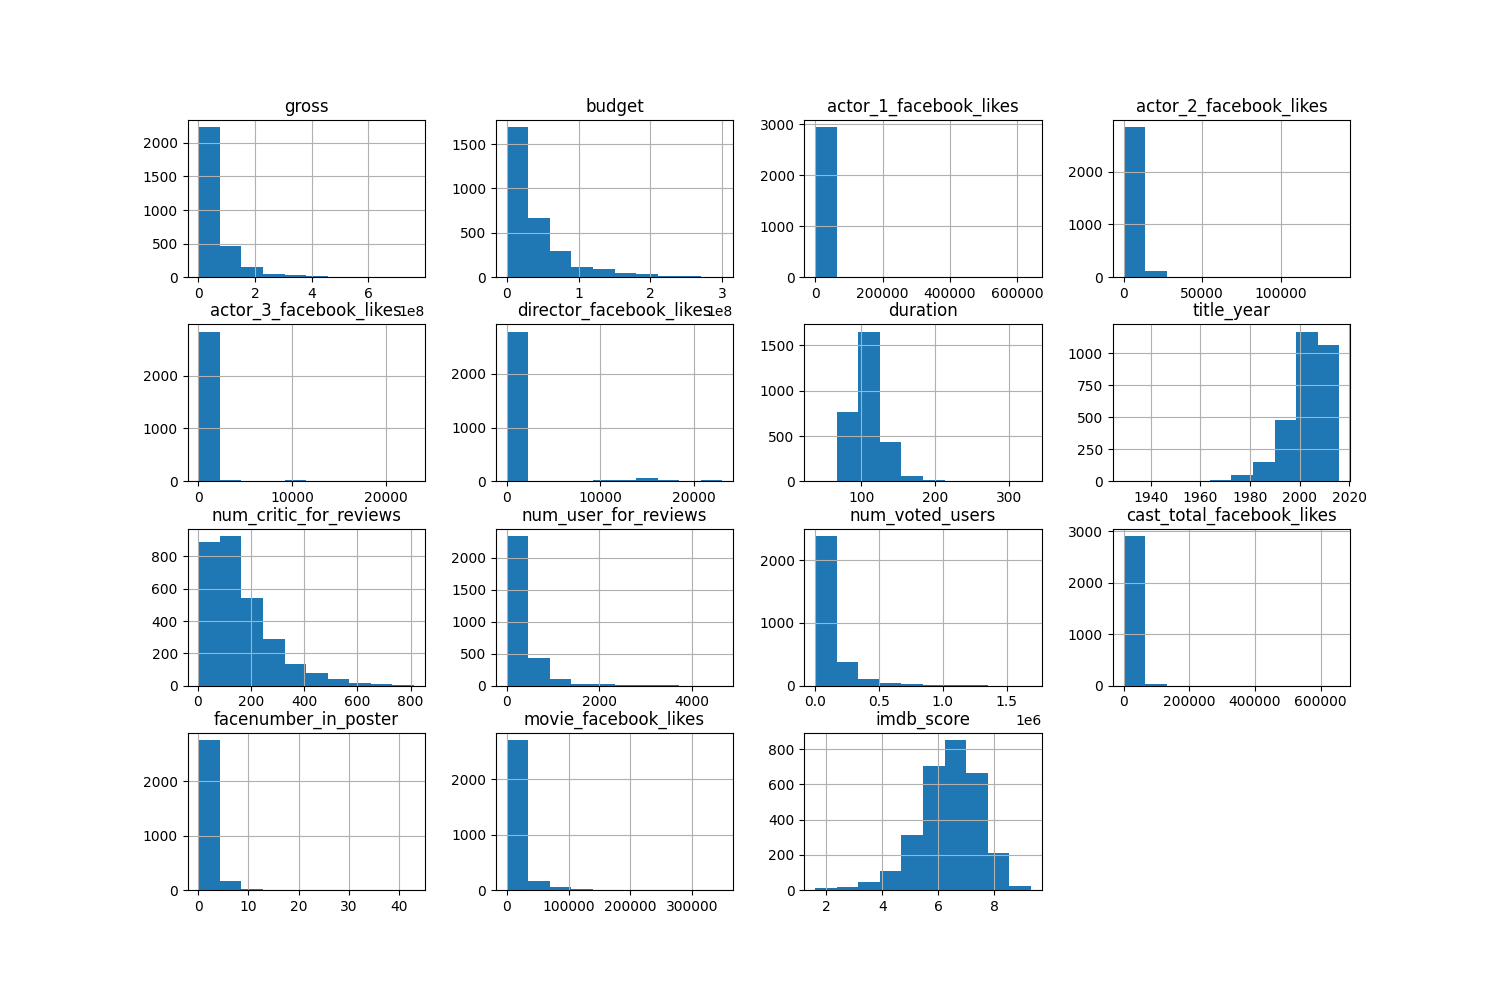 gross
2000
1500
1000
500
0
0 2 4 6
1e8
budget
1500
1000
500
0
0 1 2 3
1e8
actor_1_facebook_likes
3000
2000
1000
0
0 200000 400000 600000
actor_2_facebook_likes
2000
1000
0
0 50000 100000
actor_3_facebook_likes
2000
1000
0
0 10000 20000
director_facebook_likes
2000
1000
0
0 10000 20000
duration
1500
1000
500
0
100 200 300
title_year
1000
750
500
250
0
1940 1960 1980 2000 2020
num_critic_for_reviews
800
600
400
200
0
0 200 400 600 800
num_user_for_reviews
2000
1500
1000
500
0
0 2000 4000
num_voted_users
2000
1000
0
0.0 0.5 1.0 1.5
1e6
cast_total_facebook_likes
3000
2000
1000
0
0 200000 400000 600000
facenumber_in_poster
2000
1000
0
0 10 20 30 40
movie_facebook_likes
2000
1000
0
0 100000 200000 300000
imdb_score
800
600
400
200
0
2 4 6 8